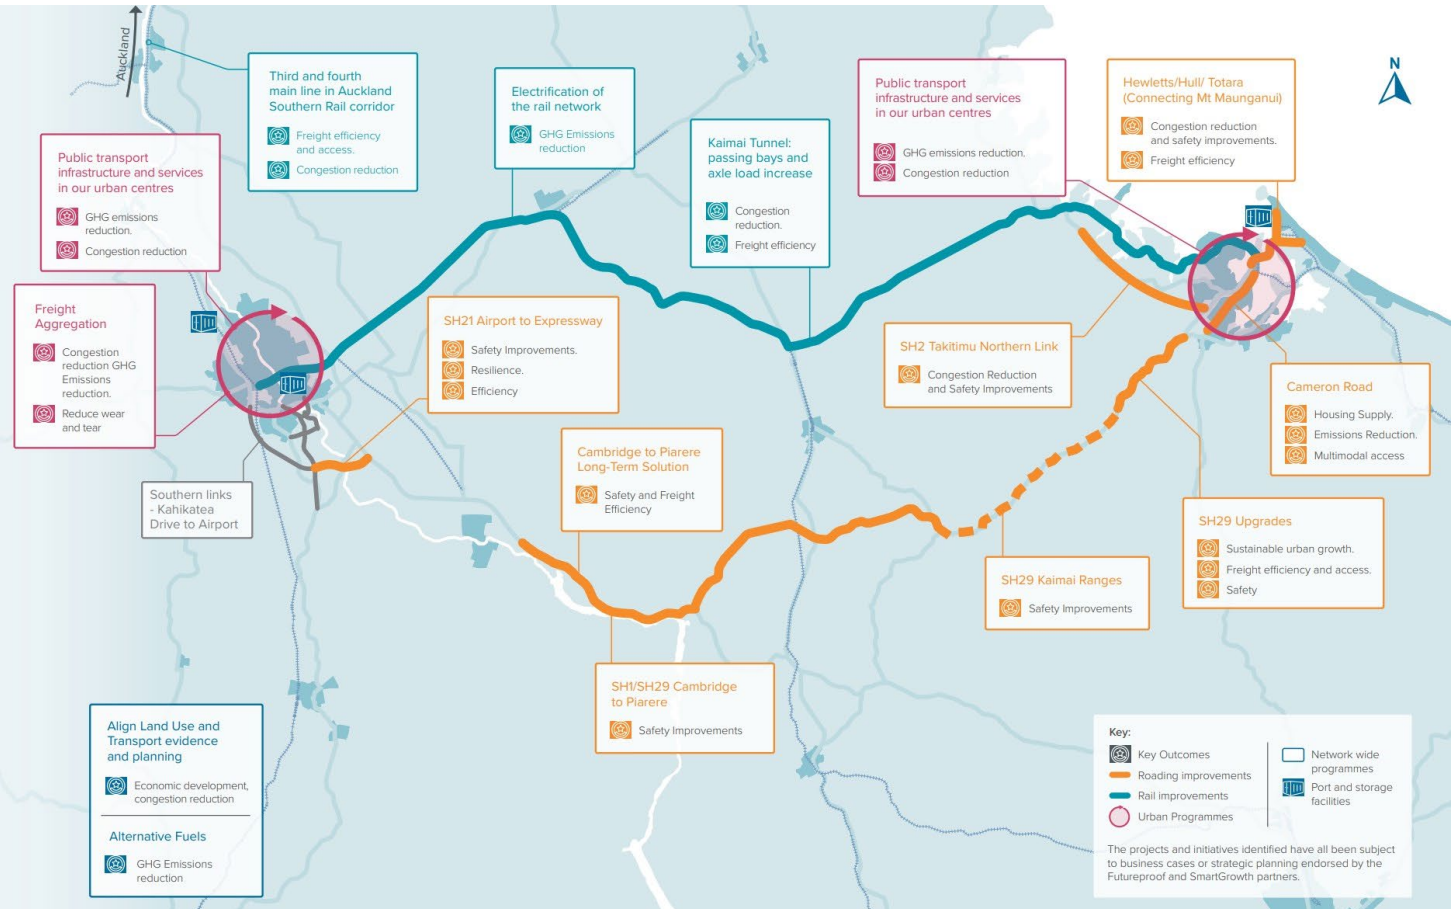 Auckland
Third and fourth
main line in Auckland
Southern Rail corridor
Freight efficiency
and access.
Congestion reduction
Electrification of
the rail network
GHG Emissions
reduction
Kaimai Tunnel:
passing bays and
axle load increase
Congestion
reduction.
Freight efficiency
Public transport
infrastructure and services
in our urban centres
GHG emissions reduction.
Congestion reduction
Hewletts/Hull/ Totara
(Connecting Mt Maunganui)
Congestion reduction
and safety improvements.
Freight efficiency
N
Public transport
infrastructure and services
in our urban centres
GHG emissions
reduction.
Congestion reduction
Freight
Aggregation
Congestion
reduction GHG
Emissions
reduction.
Reduce wear
and tear
SH21 Airport to Expressway
Safety Improvements.
Resilience.
Efficiency
SH2 Takitimu Northern Link
Congestion Reduction
and Safety Improvements
Cameron Road
Housing Supply.
Emissions Reduction.
Multimodal access
Southern links
- Kahikatea
Drive to Airport
Cambridge to Piarere
Long-Term Solution
Safety and Freight
Efficiency
SH29 Upgrades
Sustainable urban growth.
Freight efficiency and access.
Safety
SH29 Kaimai Ranges
Safety Improvements
SH1/SH29 Cambridge
to Piarere
Safety Improvements
Align Land Use and
Transport evidence
and planning
Economic development,
congestion reduction
Alternative Fuels
GHG Emissions
reduction
Key:
Key Outcomes
Roading improvements
Rail improvements
Urban Programmes
Network wide
programmes
Port and storage
facilities
The projects and initiatives identified have all been subject
to business cases or strategic planning endorsed by the
Futureproof and SmartGrowth partners.